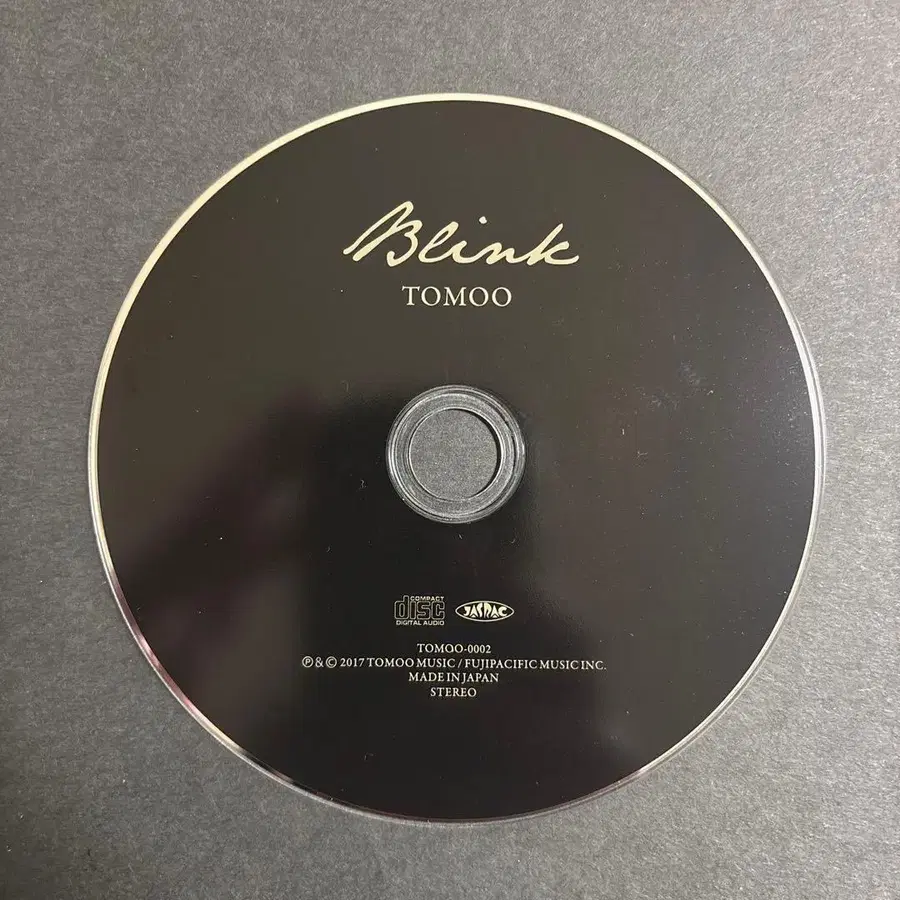 Blink
TOMOO
COMPACT
disc
DIGITAL AUDIO
JASRAC
TOMOO-0002
℗ & © 2017 TOMOO MUSIC / FUJIPACIFIC MUSIC INC.
MADE IN JAPAN
STEREO